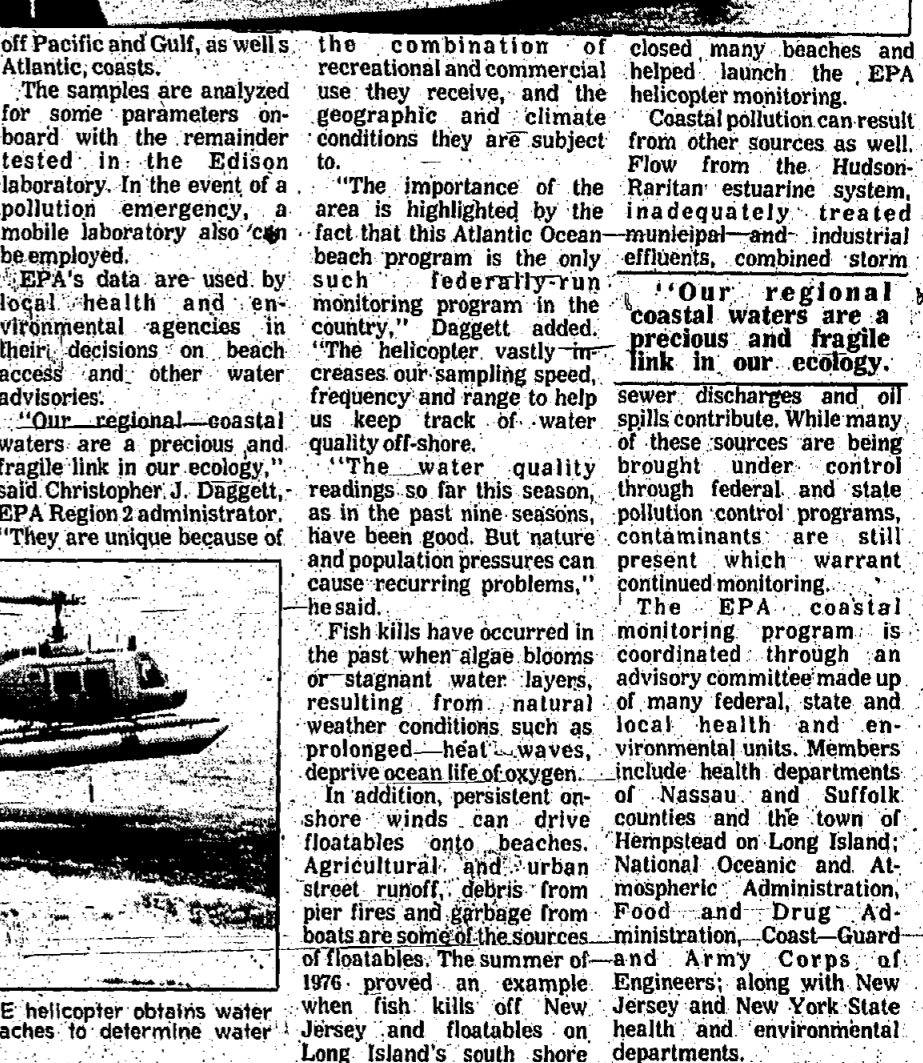 off Pacific and Gulf, as well s
Atlantic, coasts.
The samples are analyzed
for some parameters on-
board with the remainder
tested in the Edison
laboratory. In the event of a
pollution emergency, a
mobile laboratory also can
be employed.
EPA's data are used by
local health and en-
vironmental agencies in
their decisions on beach
access and other water
advisories.
"Our regional coastal
waters are a precious and
fragile link in our ecology,"
said Christopher J. Daggett,
EPA Region 2 administrator.
"They are unique because of
E helicopter obtains water
aches to determine water
the combination of
recreational and commercial
use they receive, and the
geographic and climate
conditions they are subject
to.
"The importance of the
area is highlighted by the
fact that this Atlantic Ocean
beach program is the only
such federally-run
monitoring program in the
country," Daggett added.
"The helicopter vastly in-
creases our sampling speed,
frequency and range to help
us keep track of water
quality off-shore.
"The water quality
readings so far this season,
as in the past nine seasons,
have been good. But nature
and population pressures can
cause recurring problems,"
he said.
Fish kills have occurred in
the past when algae blooms
or stagnant water layers,
resulting from natural
weather conditions such as
prolonged heat waves,
deprive ocean life of oxygen.
In addition, persistent on-
shore winds can drive
floatables onto beaches.
Agricultural and urban
street runoff, debris from
pier fires and garbage from
boats are some of the sources
of floatables. The summer of
1976 proved an example
when fish kills off New
Jersey and floatables on
Long Island's south shore
closed many beaches and
helped launch the EPA
helicopter monitoring.
Coastal pollution can result
from other sources as well.
Flow from the Hudson-
Raritan estuarine system,
inadequately treated
municipal and industrial
effluents, combined storm
"Our regional
coastal waters are a
precious and fragile
link in our ecology.
sewer discharges and oil
spills contribute. While many
of these sources are being
brought under control
through federal and state
pollution control programs,
contaminants are still
present which warrant
continued monitoring.
The EPA coastal
monitoring program is
coordinated through an
advisory committee made up
of many federal, state and
local health and en-
vironmental units. Members
include health departments
of Nassau and Suffolk
counties and the town of
Hempstead on Long Island;
National Oceanic and At-
mospheric Administration,
Food and Drug Ad-
ministration, Coast Guard
and Army Corps of
Engineers; along with New
Jersey and New York State
health and environmental
departments.